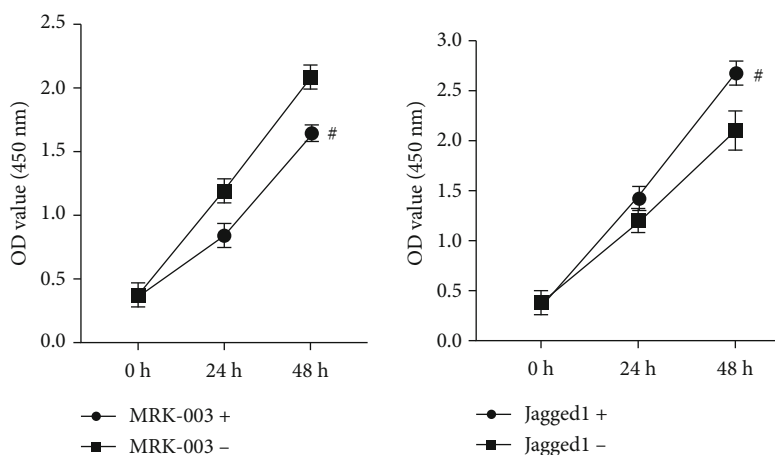 OD value (450 nm)
2.5
2.0
1.5
1.0
0.5
0.0
#
0 h 24 h 48 h
MRK-003 +
MRK-003 –
OD value (450 nm)
3.0
2.5
2.0
1.5
1.0
0.5
0.0
#
0 h 24 h 48 h
Jagged1 +
Jagged1 –